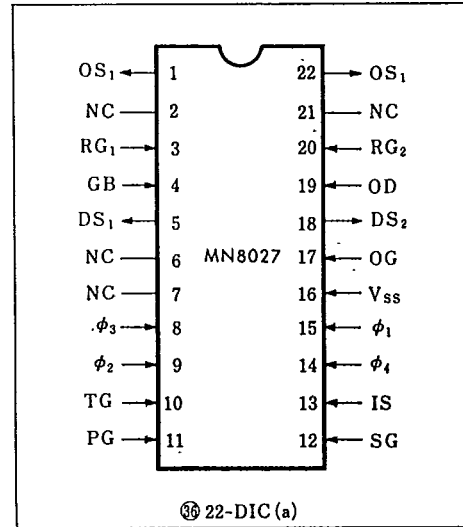 OS₁ 1 22 OS₁
NC 2 21 NC
RG₁ 3 20 RG₂
GB 4 19 OD
DS₁ 5 18 DS₂
NC 6 MN8027 17 OG
NC 7 16 Vss
φ₃ 8 15 φ₁
φ₂ 9 14 φ₄
TG 10 13 IS
PG 11 12 SG
㊱ 22-DIC (a)